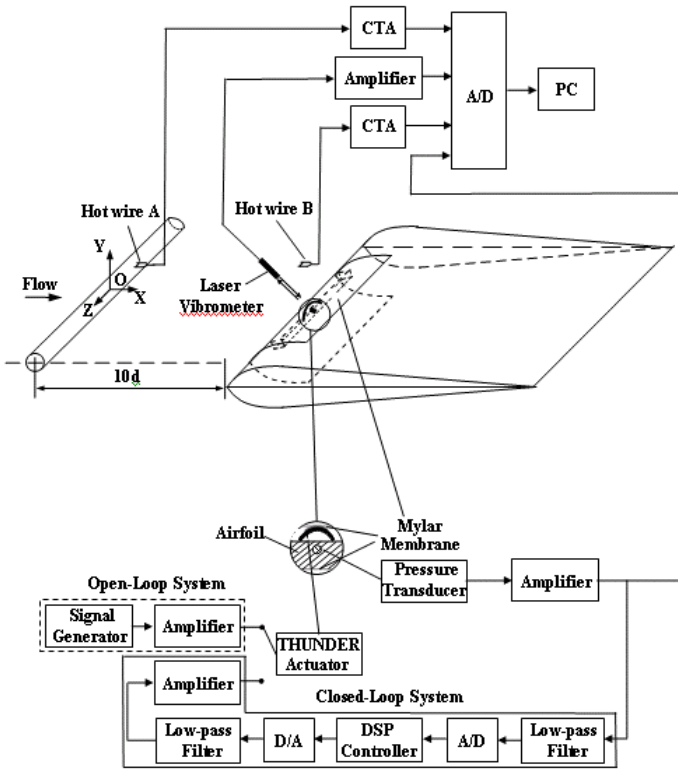 CTA
Amplifier
CTA
A/D
PC
Hot wire A
Hot wire B
Y
O
X
Z
Flow
Laser
Vibrometer
10d
Airfoil
Mylar
Membrane
Pressure
Transducer
Amplifier
Open-Loop System
Signal
Generator
Amplifier
THUNDER
Actuator
Amplifier
Closed-Loop System
Low-pass
Filter
D/A
DSP
Controller
A/D
Low-pass
Filter